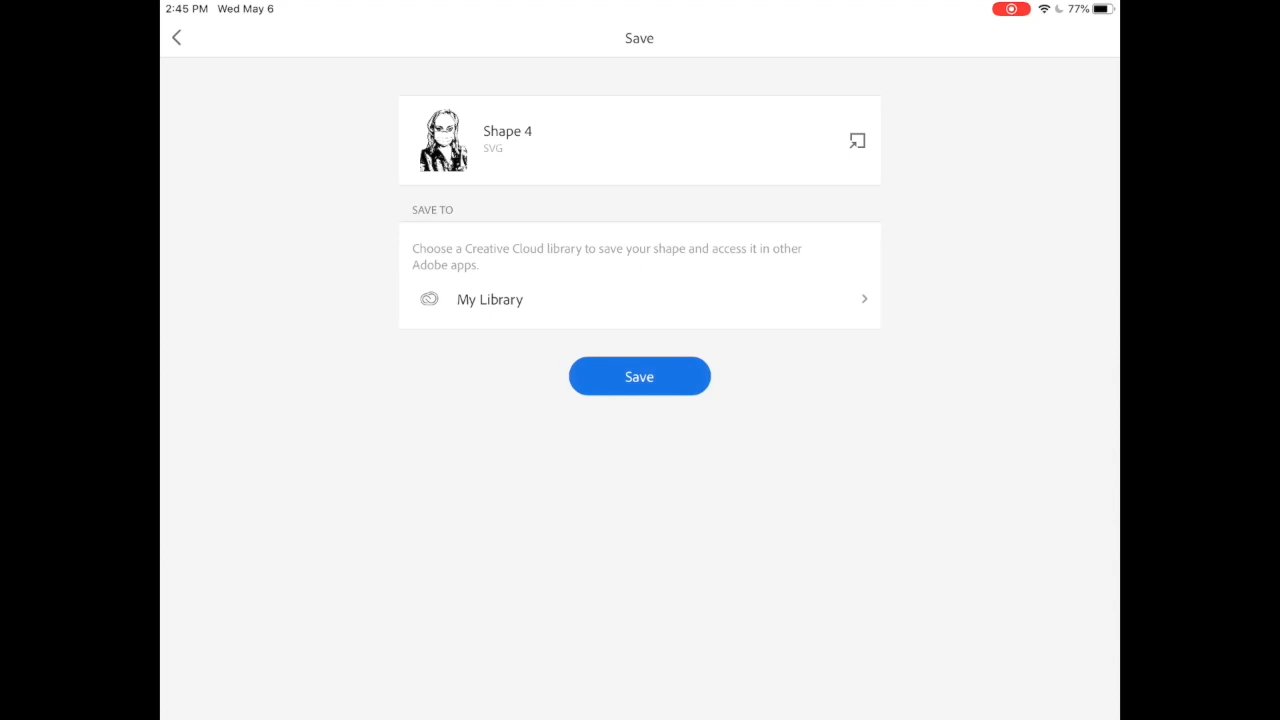 2:45 PM Wed May 6
77%
Save
Shape 4
SVG
SAVE TO
Choose a Creative Cloud library to save your shape and access it in other
Adobe apps.
My Library
Save